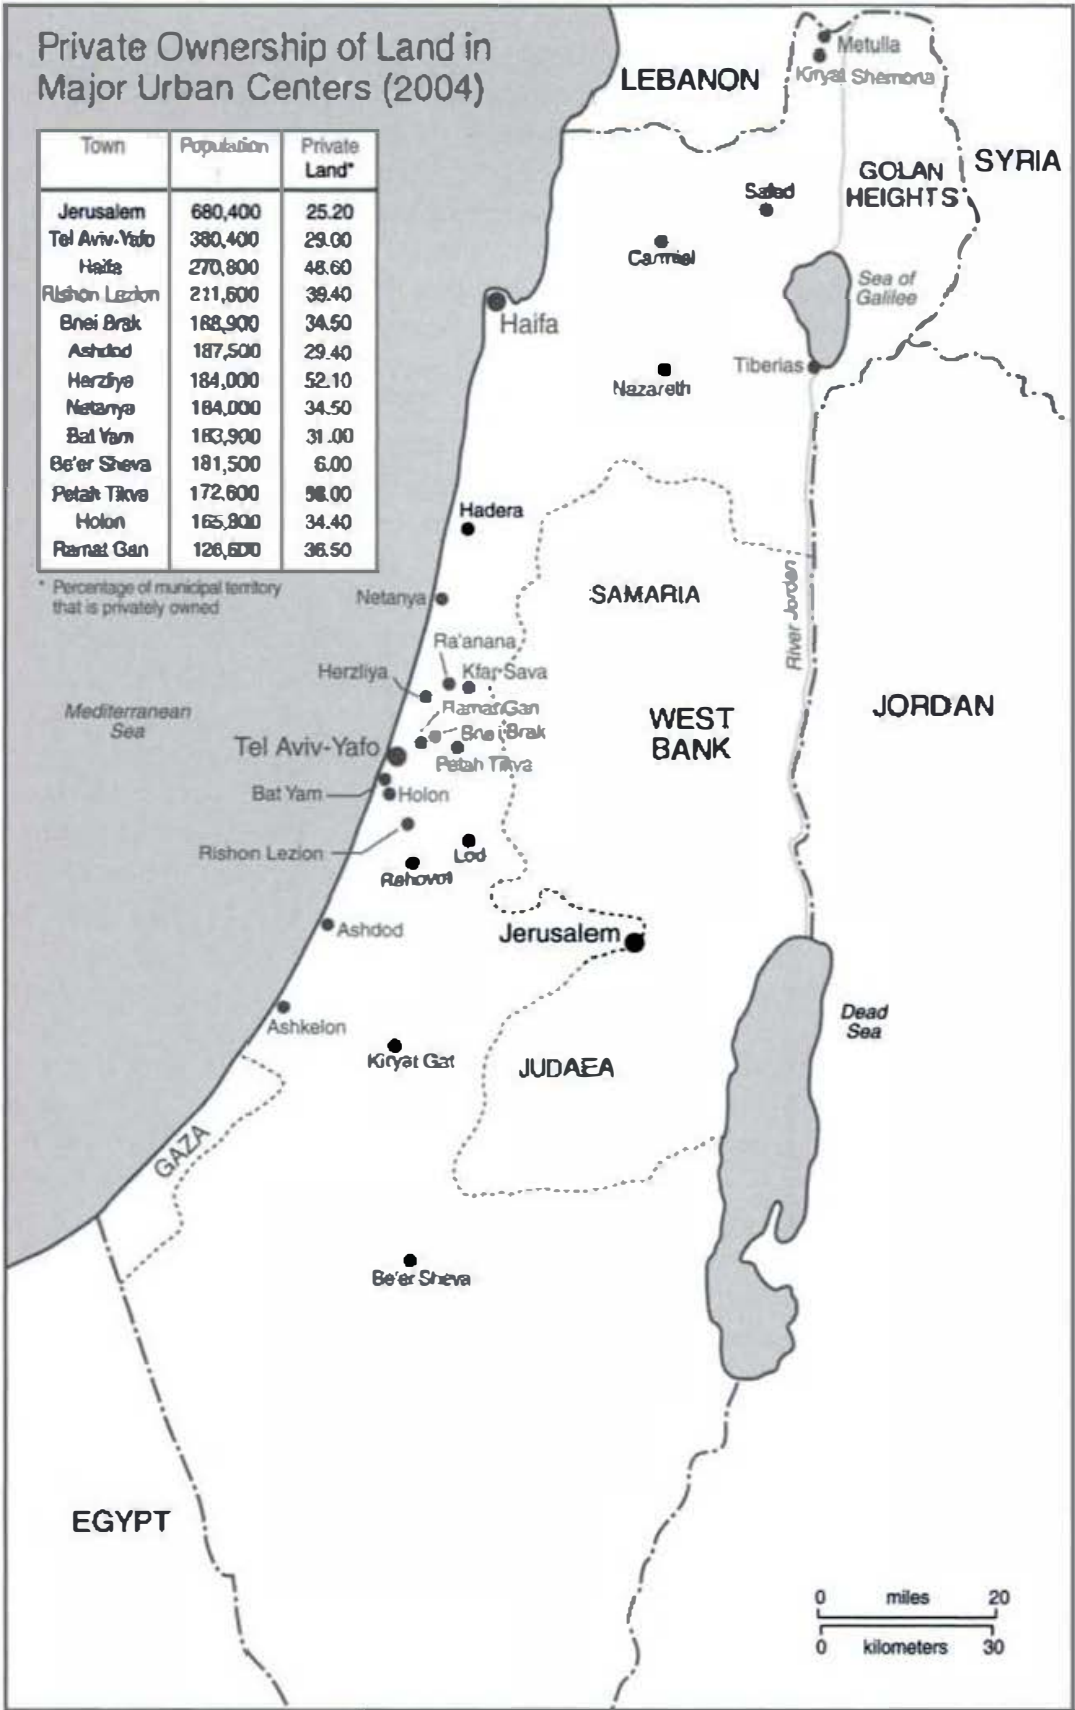 Private Ownership of Land in
Major Urban Centers (2004)
Town Population Private
Land*
Jerusalem 680,400 25.20
Tel Aviv-Yafo 380,400 29.00
Haifa 270,800 48.60
Rishon Lezion 211,600 39.40
Bnei Brak 188,900 34.50
Ashdod 187,500 29.40
Herzliya 184,000 52.10
Netanya 184,000 34.50
Bat Yam 183,900 31.00
Be'er Sheva 181,500 6.00
Petah Tikva 172,600
Holon 165,800 34.40
Ramat Gan 126,600 36.50
* Percentage of municipal territory
that is privately owned
LEBANON
Metulla
Kiryat Shemona
SYRIA
GOLAN
HEIGHTS
Safed
Carmiel
Sea of
Galilee
Haifa
Tiberias
Nazareth
Hadera
SAMARIA
Netanya
River Jordan
Ra'anana
Herzliya
Kfar Sava
Ramat Gan
Mediterranean
Sea
WEST
BANK
JORDAN
Tel Aviv-Yafo
Bnei Brak
Petah Tikva
Bat Yam
Holon
Rishon Lezion
Lod
Rehovot
Ashdod
Jerusalem
Ashkelon
Dead
Sea
Kiryat Gat
JUDAEA
GAZA
Be'er Sheva
EGYPT
0 miles 20
0 kilometers 30